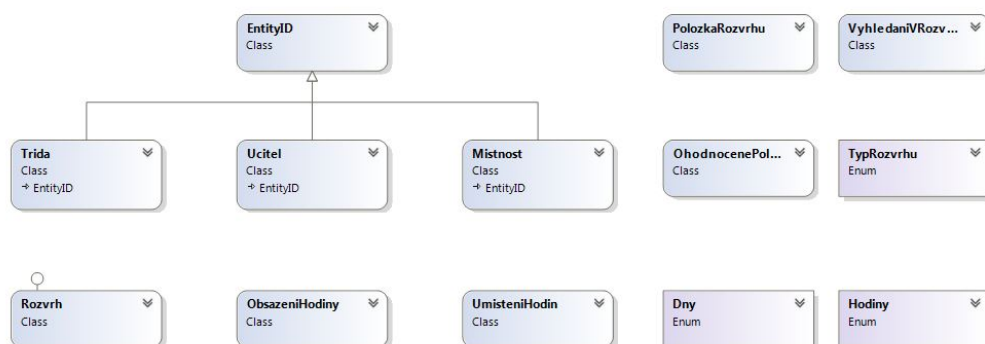 EntityID
Class
PolozkaRozvrhu
Class
VyhledaniVRozv...
Class
Trida
Class
EntityID
Ucitel
Class
EntityID
Mistnost
Class
EntityID
OhodnocenePol...
Class
TypRozvrhu
Enum
Rozvrh
Class
ObsazeniHodiny
Class
UmisteniHodin
Class
Dny
Enum
Hodiny
Enum